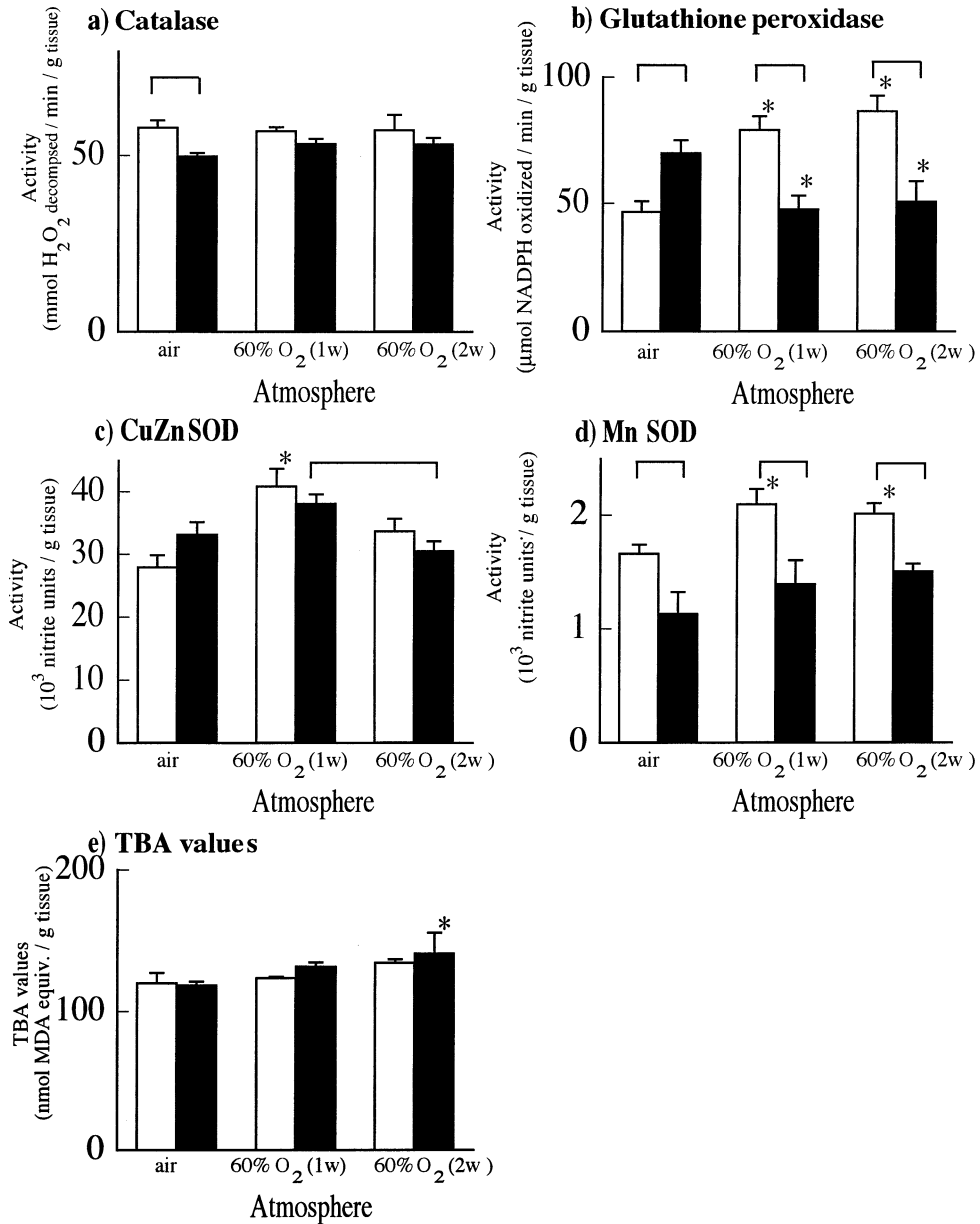 a) Catalase
Activity
(mmol H2O2 decompsed / min / g tissue)
50
0
air
60% O2 (1w)
60% O2 (2w )
Atmosphere
b) Glutathione peroxidase
Activity
(μmol NADPH oxidized / min / g tissue)
100
50
0
*
*
*
*
air
60% O2 (1w)
60% O2 (2w )
Atmosphere
c) CuZnSOD
Activity
(10³ nitrite units / g tissue)
40
30
20
10
0
*
air
60% O2 (1w)
60% O2 (2w )
Atmosphere
d) Mn SOD
Activity
(10³ nitrite units / g tissue)
2
1
0
*
*
air
60% O2 (1w)
60% O2 (2w )
Atmosphere
e) TBA values
TBA values
(nmol MDA equiv. / g tissue)
200
100
0
*
air
60% O2 (1w)
60% O2 (2w )
Atmosphere